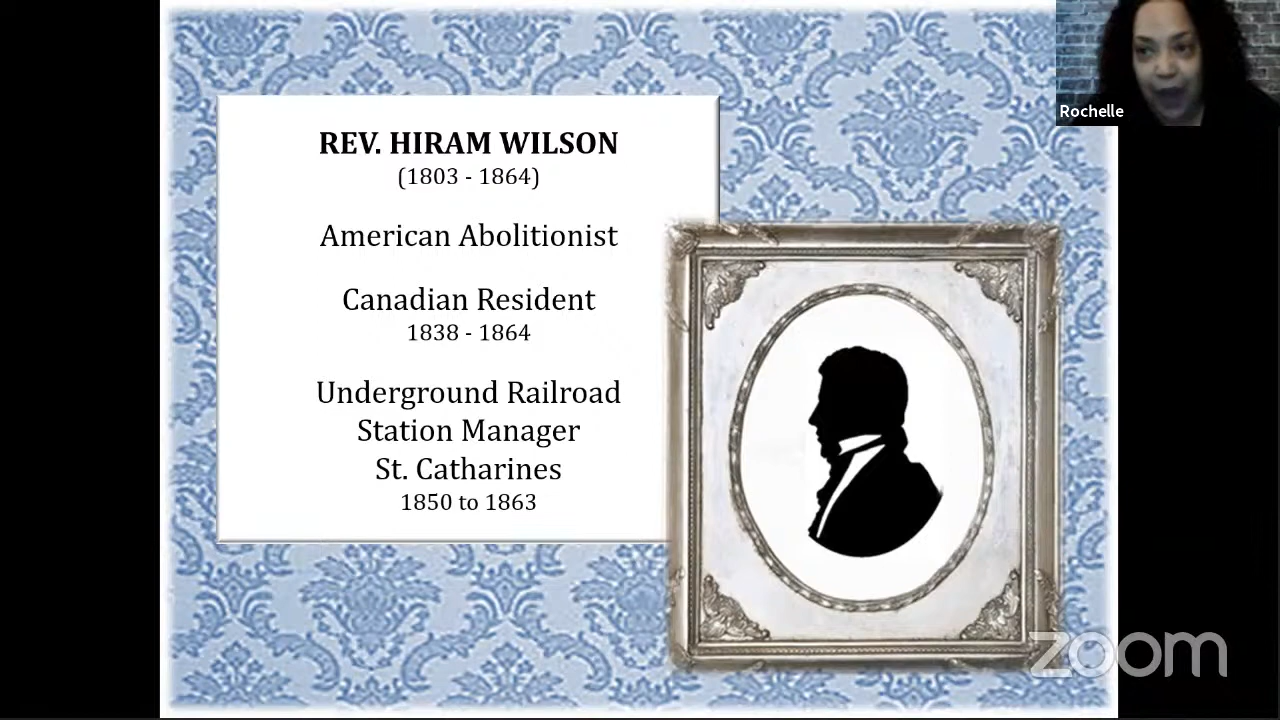 REV. HIRAM WILSON
(1803 - 1864)
American Abolitionist
Canadian Resident
1838 - 1864
Underground Railroad
Station Manager
St. Catharines
1850 to 1863
Rochelle
zoom